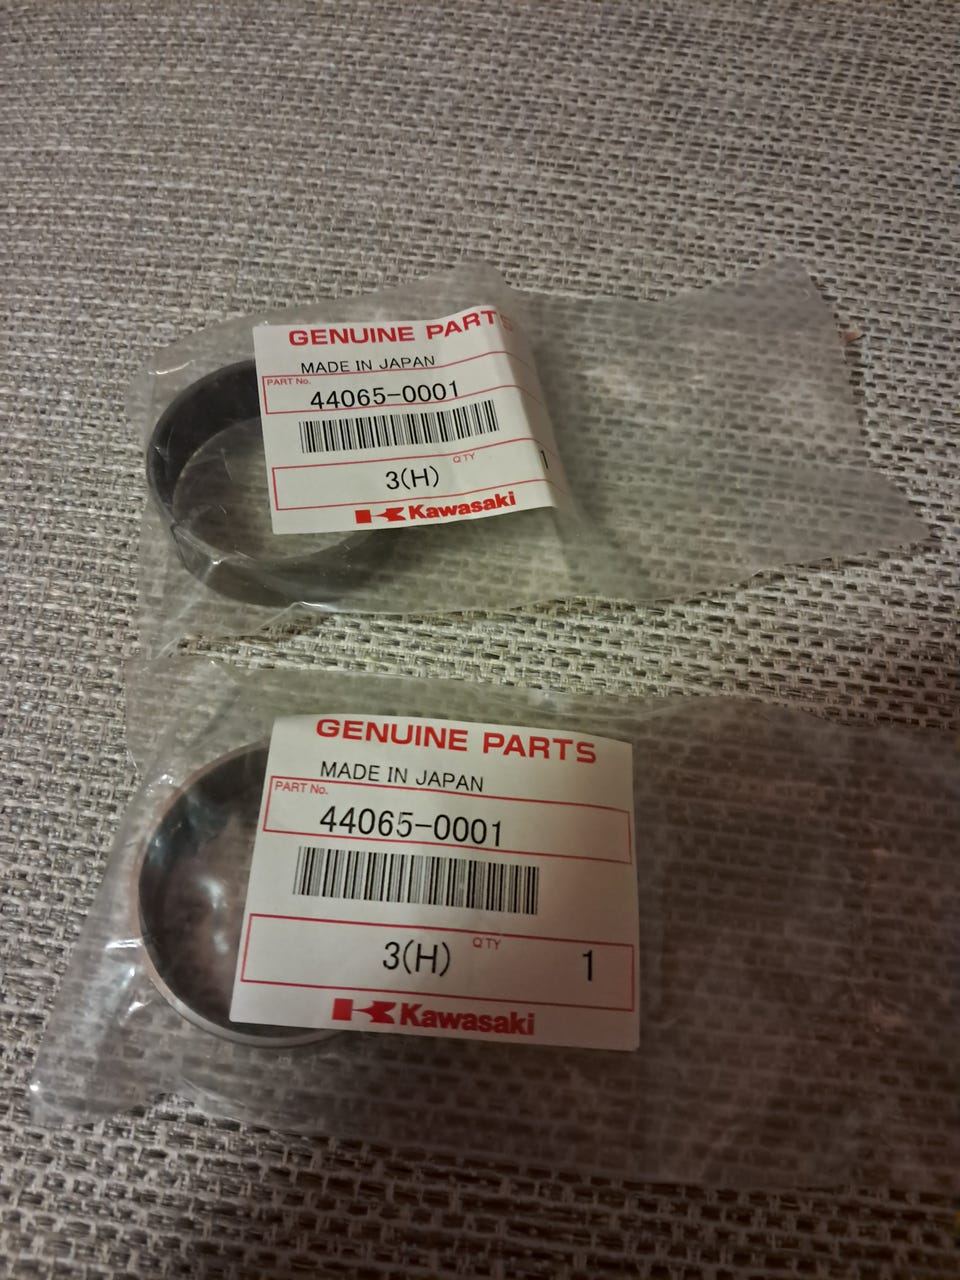 GENUINE PARTS
MADE IN JAPAN
PART No.
44065-0001
QTY
3(H) 1
Kawasaki
GENUINE PARTS
MADE IN JAPAN
PART No.
44065-0001
QTY
3(H) 1
Kawasaki